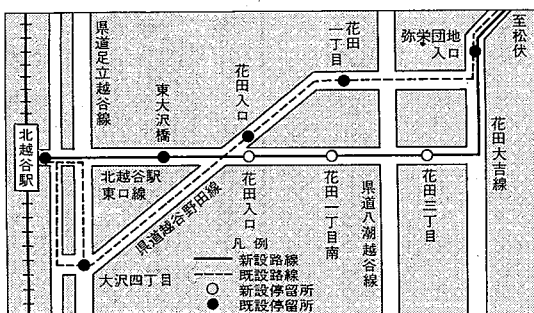 県道足立越谷線
花田一丁目
弥栄団地
入口
至松伏
花田入口
東大沢橋
北越谷駅
北越谷駅
東口線
花田大吉線
県道越谷野田線
花田入口
花田一丁目南
県道八潮越谷線
花田三丁目
大沢四丁目
凡例
新設路線
既設路線
新設停留所
既設停留所